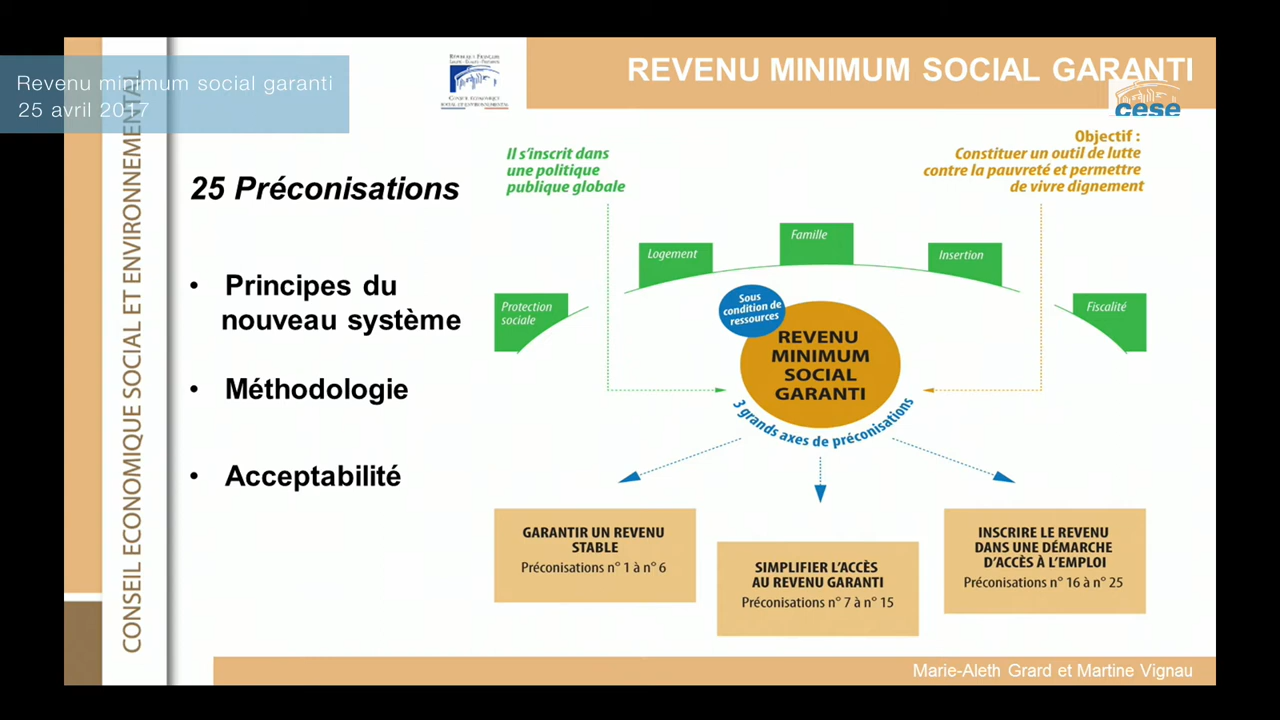 Revenu minimum social garanti
25 avril 2017
CONSEIL ECONOMIQUE SOCIAL ET ENVIRONNEMENTAL
REVENU MINIMUM SOCIAL GARANTI
cese
25 Préconisations
• Principes du
nouveau système
• Méthodologie
• Acceptabilité
Il s'inscrit dans
une politique
publique globale
Objectif :
Constituer un outil de lutte
contre la pauvreté et permettre
de vivre dignement
Protection
sociale
Logement
Famille
Insertion
Fiscalité
Sous
condition de
ressources
REVENU
MINIMUM
SOCIAL
GARANTI
3 grands axes de préconisations
GARANTIR UN REVENU
STABLE
Préconisations n° 1 à n° 6
SIMPLIFIER L'ACCÈS
AU REVENU GARANTI
Préconisations n° 7 à n° 15
INSCRIRE LE REVENU
DANS UNE DÉMARCHE
D'ACCÈS À L'EMPLOI
Préconisations n° 16 à n° 25
Marie-Aleth Grard et Martine Vignau